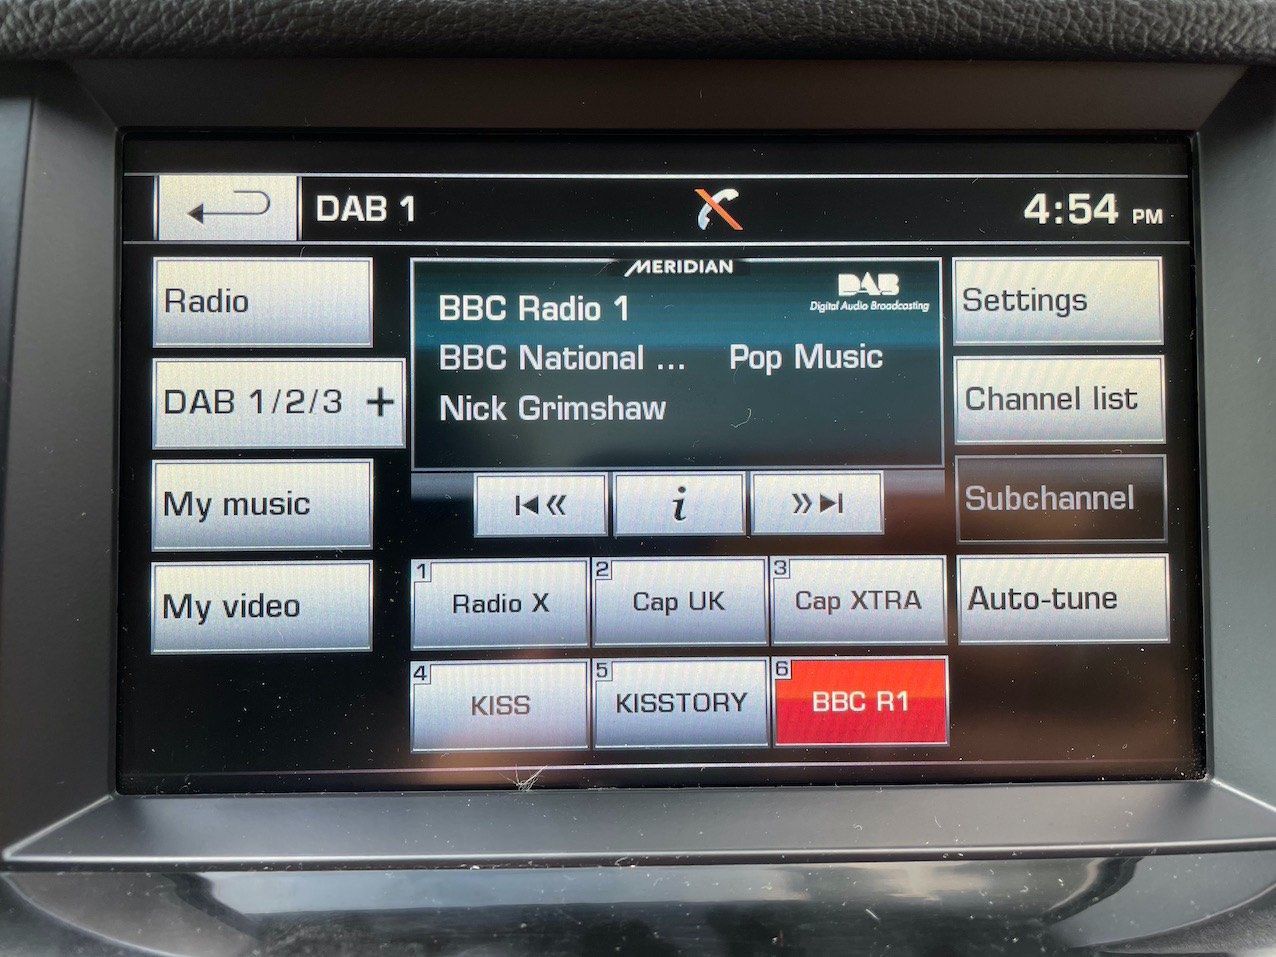 DAB 1
4:54 PM
Radio
DAB 1/2/3 +
My music
My video
MERIDIAN
DAB
Digital Audio Broadcasting
BBC Radio 1
BBC National ... Pop Music
Nick Grimshaw
i
1 Radio X
2 Cap UK
3 Cap XTRA
4 KISS
5 KISSTORY
6 BBC R1
Settings
Channel list
Subchannel
Auto-tune